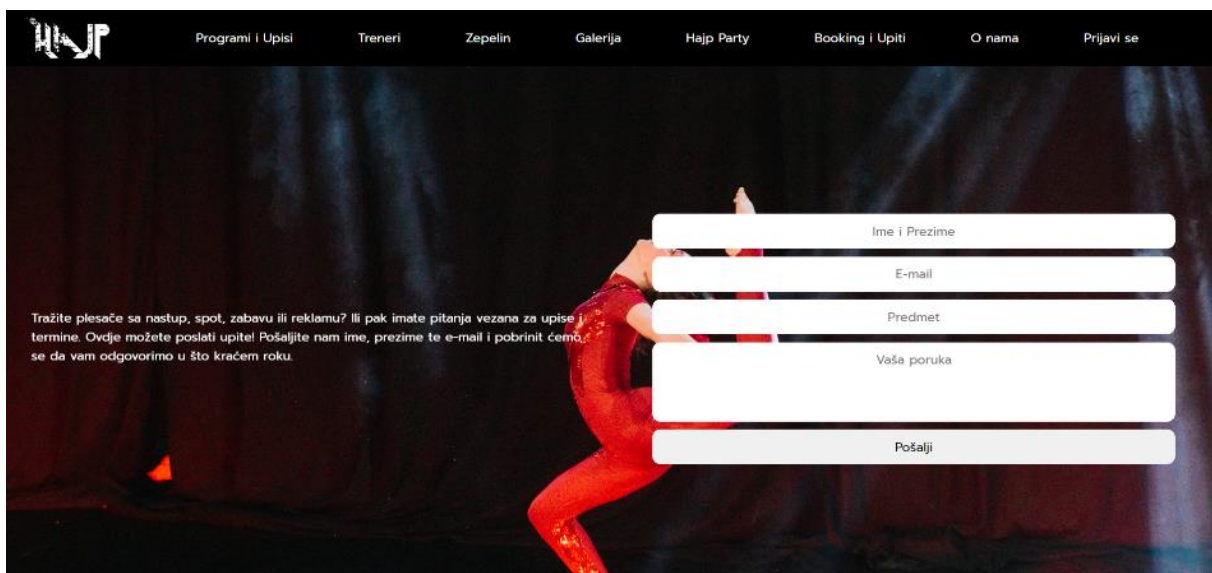 HAJP
Programi i Upisi
Treneri
Zepelin
Galerija
Hajp Party
Booking i Upiti
O nama
Prijavi se
Tražite plesače sa nastup, spot, zabavu ili reklamu? Ili pak imate pitanja vezana za upise i
termine. Ovdje možete poslati upite! Pošaljite nam ime, prezime te e-mail i pobrinit ćemo
se da vam odgovorimo u što kraćem roku.
Ime i Prezime
E-mail
Predmet
Vaša poruka
Pošalji